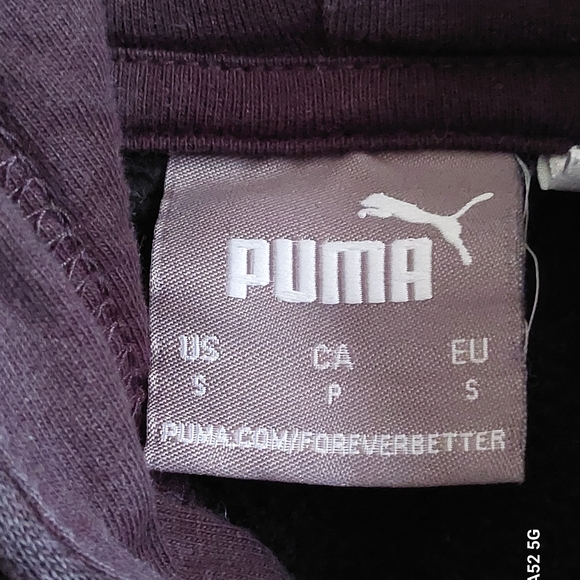 PUMA
US CA EU
S P S
PUMA.COM/FOREVERBETTER
A52 5G